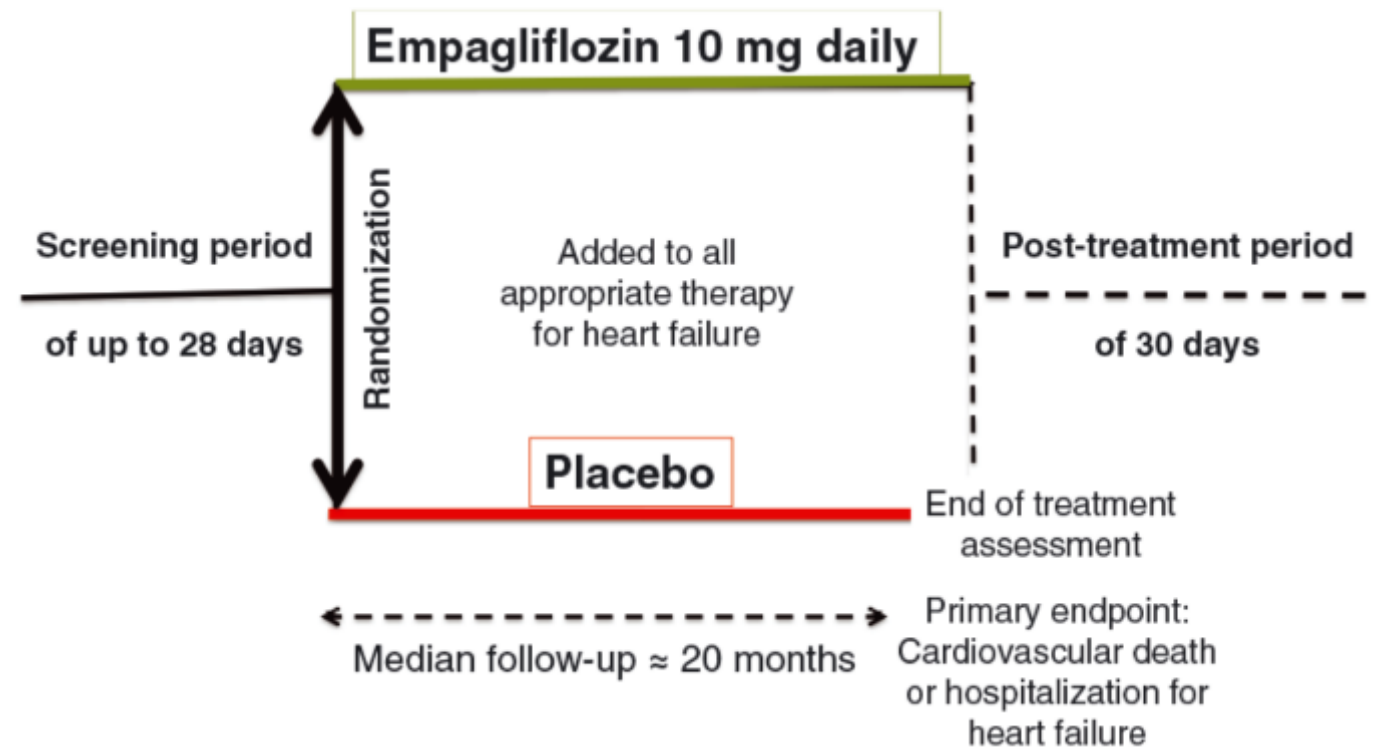 Empagliflozin 10 mg daily
Screening period
of up to 28 days
Randomization
Added to all
appropriate therapy
for heart failure
Post-treatment period
of 30 days
Placebo
End of treatment
assessment
Median follow-up ≈ 20 months
Primary endpoint:
Cardiovascular death
or hospitalization for
heart failure